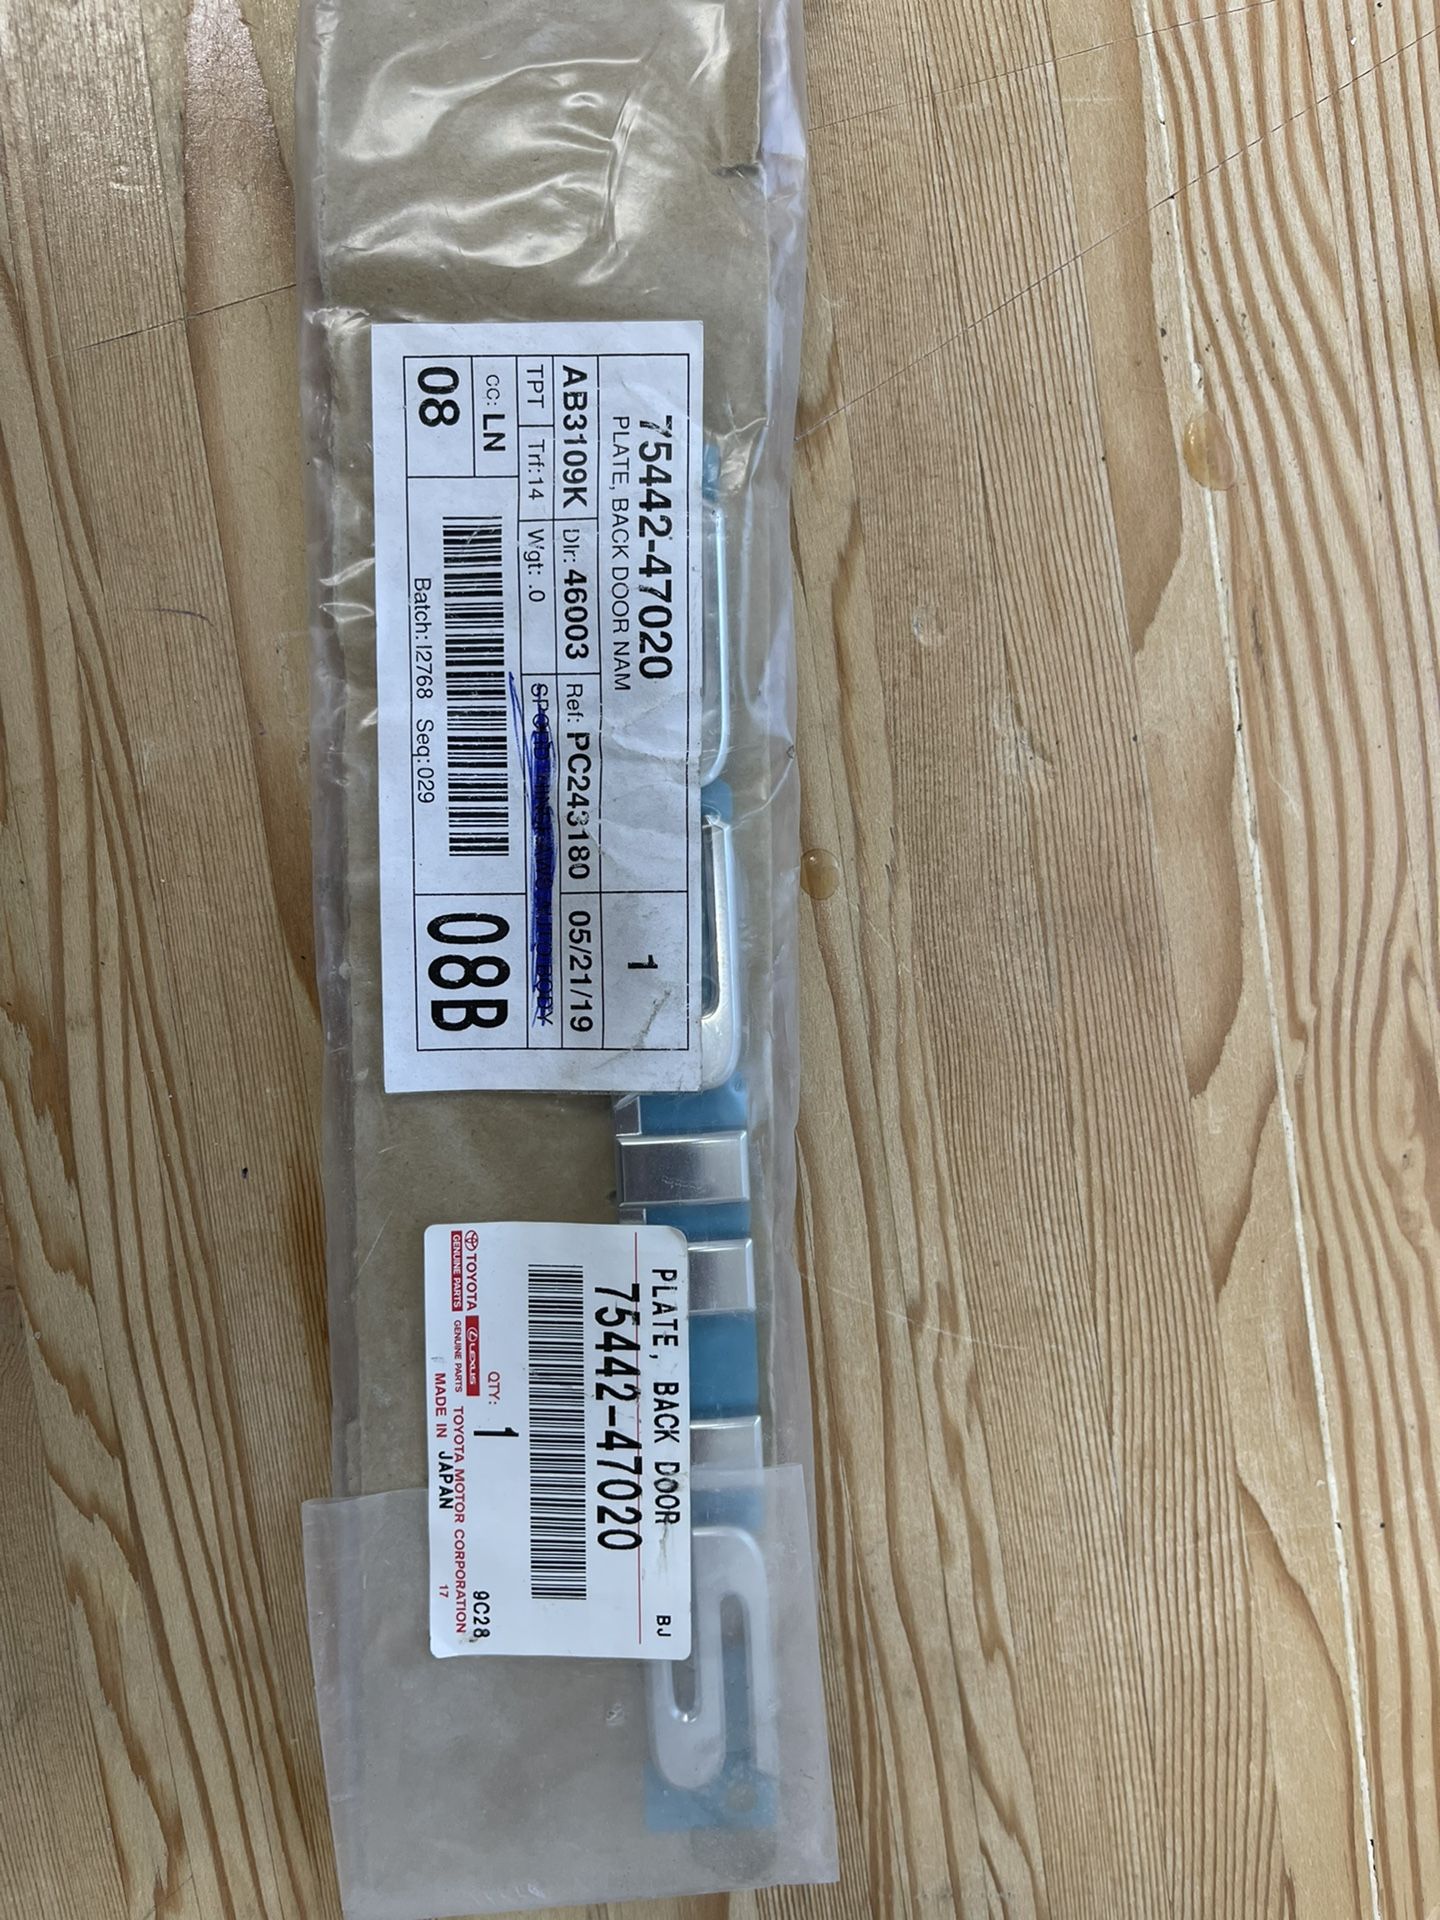 75442-47020
PLATE, BACK DOOR NAM
1
AB3109K
Dlr: 46003
Ref: PC243180 05/21/19
TPT
Trf:14
Wgt: .0
CC: LN
08
Batch: I2768 Seq: 029
08B
PLATE, BACK DOOR
BJ
75442-47020
QTY: 1
9C28
TOYOTA
GENUINE PARTS
LEXUS
GENUINE PARTS
TOYOTA MOTOR CORPORATION
MADE IN JAPAN
17